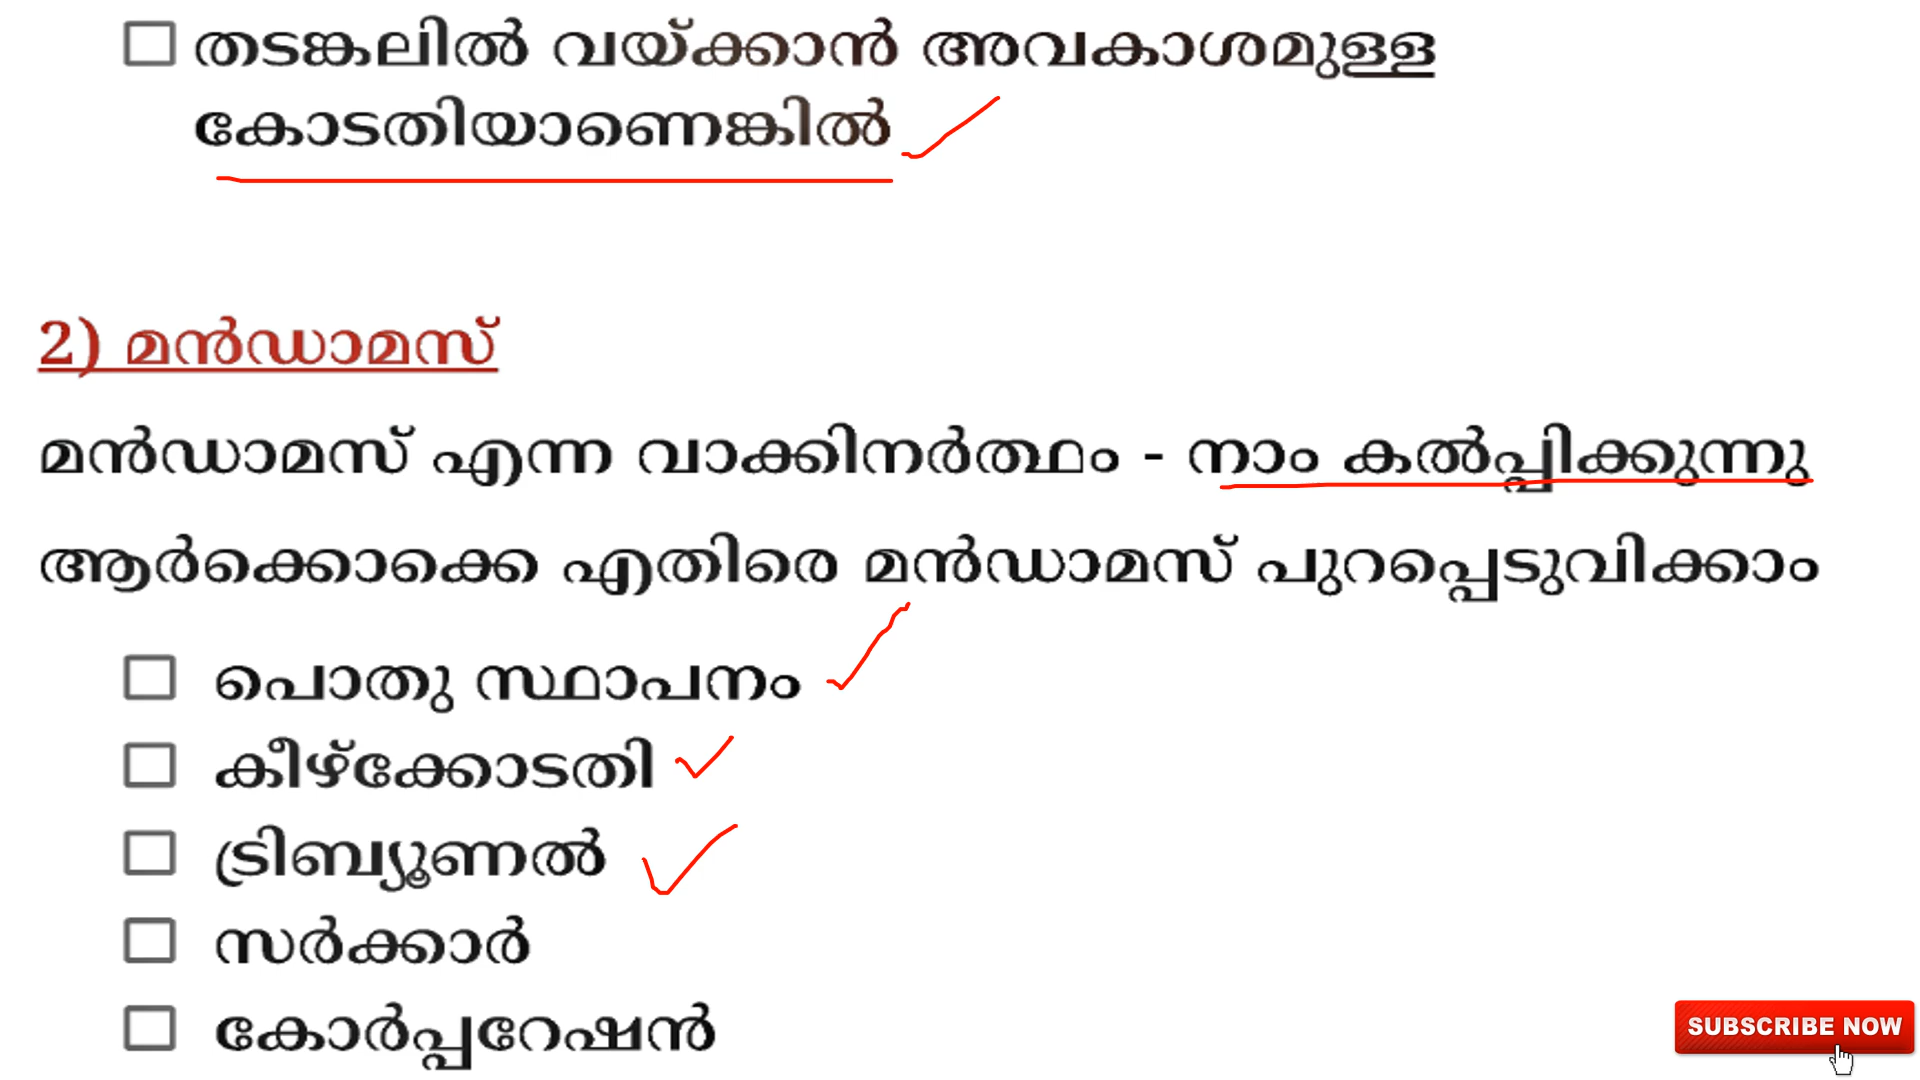 തടങ്കലിൽ വയ്ക്കാൻ അവകാശമുള്ള
കോടതിയാണെങ്കിൽ
2) മൻഡാമസ്
മൻഡാമസ് എന്ന വാക്കിനർത്ഥം - നാം കൽപ്പിക്കുന്നു
ആർക്കൊക്കെ എതിരെ മൻഡാമസ് പുറപ്പെടുവിക്കാം
പൊതു സ്ഥാപനം
കീഴ്ക്കോടതി
ട്രിബ്യൂണൽ
സർക്കാർ
കോർപ്പറേഷൻ
SUBSCRIBE NOW